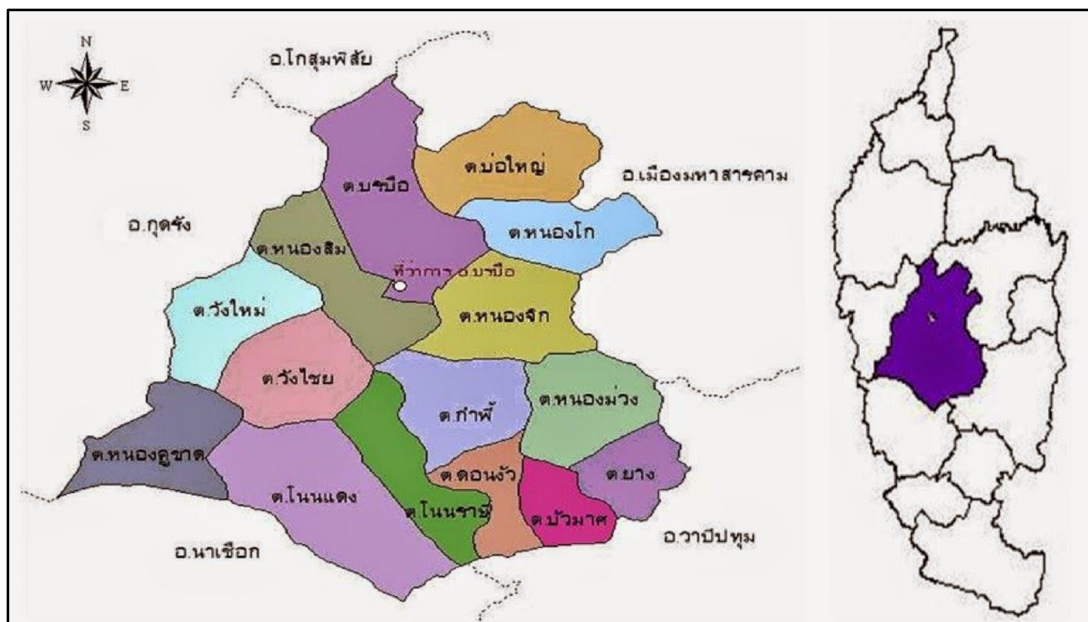 N
อ.โกสุมพิสัย
W E
S
ต.บ่อใหญ่
ต.บรบือ
อ.เมืองมหาสารคาม
อ.กุดรัง
ต.หนองโก
ต.หนองสิม
ที่ว่าการ อ.บรบือ
ต.วังใหม่
ต.หนองจิก
ต.วังไชย
ต.กำพี้
ต.หนองม่วง
ต.หนองคูขาด
ต.ดอนงัว
ต.ยาง
ต.โนนแดง
ต.โนนราษี
ต.บัวมาศ
อ.นาเชือก
อ.วาปีปทุม